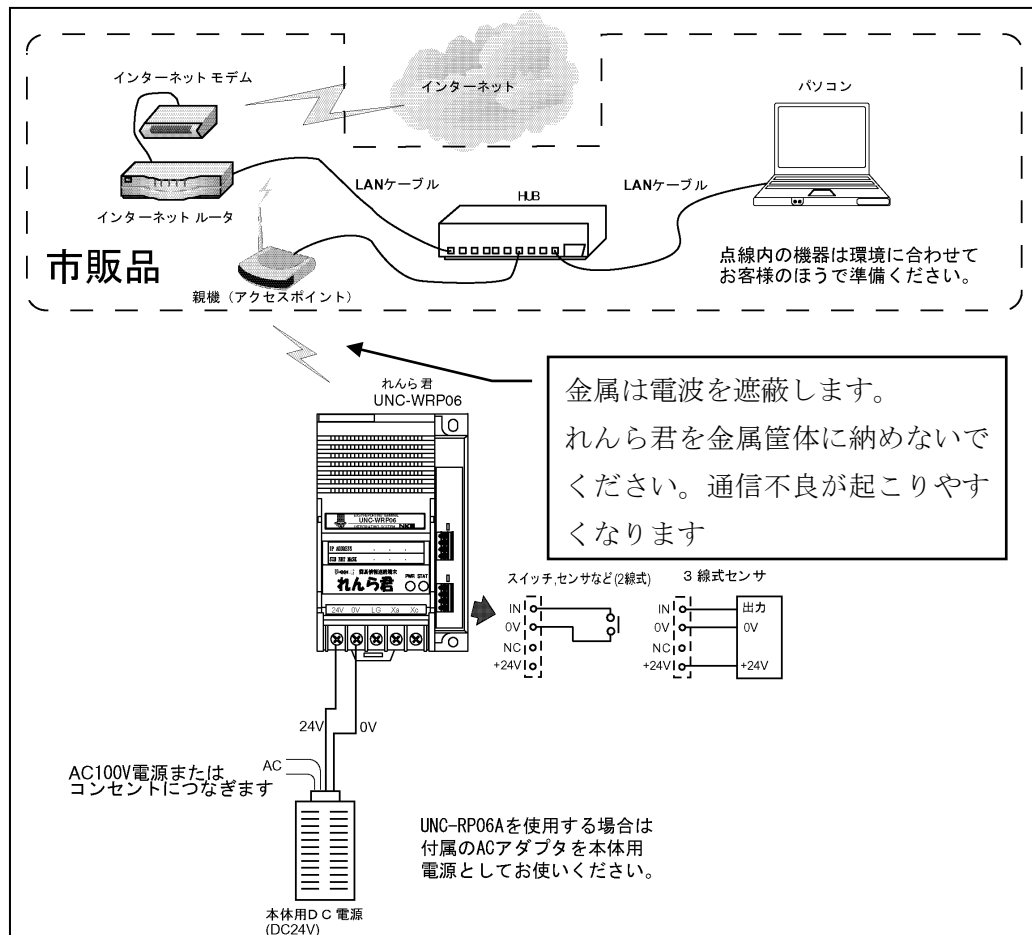 インターネット モデム
インターネット
パソコン
LANケーブル
LANケーブル
HUB
インターネット ルータ
市販品
親機（アクセスポイント）
点線内の機器は環境に合わせて
お客様のほうで準備ください。
れんら君
UNC-WRP06
金属は電波を遮蔽します。
れんら君を金属筐体に納めないで
ください。通信不良が起こりやす
くなります
UNC-WRP06
NKE
IP ADDRESS
SUB NET MASK
れんら君
PWR STAT
24V 0V LG Xa Xc
スイッチ,センサなど(2線式)
IN
0V
NC
+24V
３線式センサ
IN 出力
0V 0V
NC
+24V +24V
24V
0V
AC100V電源または
コンセントにつなぎます
AC
UNC-RP06Aを使用する場合は
付属のACアダプタを本体用
電源としてお使いください。
本体用ＤＣ電源
(DC24V)